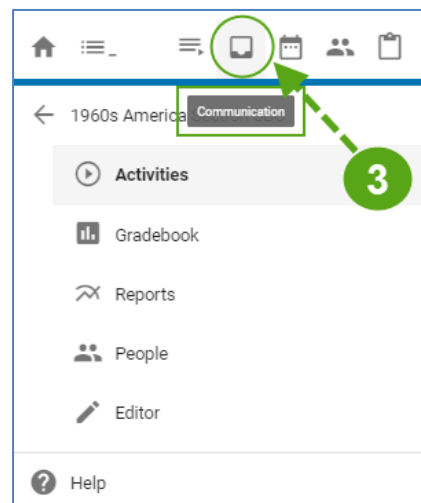 1960s America
Communication
Activities
3
Gradebook
Reports
People
Editor
Help